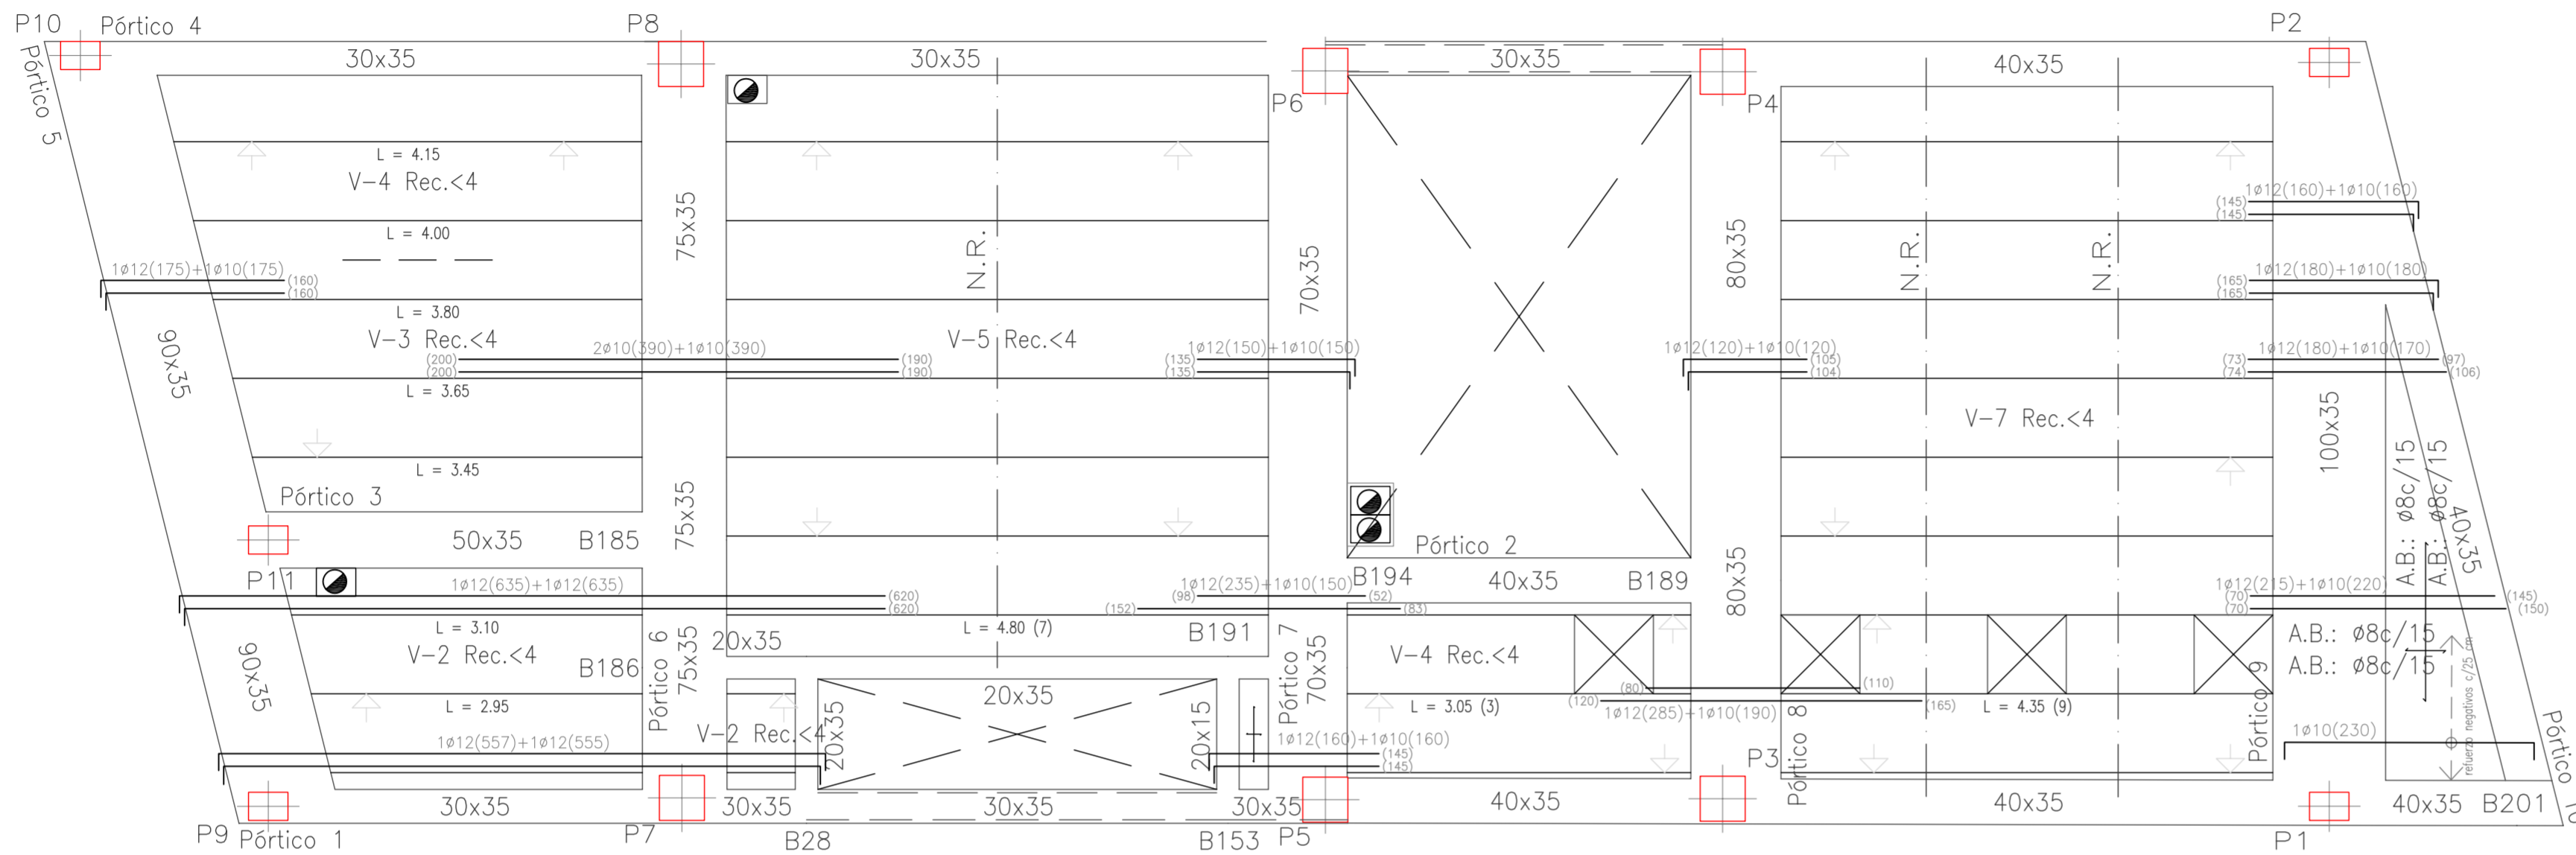 P10
Pórtico 4
P8
P2
30x35
30x35
30x35
40x35
Pórtico 5
P6
P4
L = 4.15
V-4 Rec.<4
75x35
N.R.
70x35
80x35
N.R.
N.R.
1ø12(160)+1ø10(160)
(145)
(145)
L = 4.00
1ø12(175)+1ø10(175)
(160)
(160)
1ø12(180)+1ø10(180)
(165)
(165)
L = 3.80
V-3 Rec.<4
V-5 Rec.<4
90x35
2ø10(390)+1ø10(390)
(200)
(200)
(190)
(190)
1ø12(150)+1ø10(150)
(135)
(135)
1ø12(120)+1ø10(120)
(105)
(104)
1ø12(180)+1ø10(170)
(73)
(74)
(97)
(106)
L = 3.65
V-7 Rec.<4
100x35
L = 3.45
Pórtico 3
75x35
A.B.: ø8c/15
A.B.: ø8c/15
40x35
50x35
B185
Pórtico 2
P11
B194
40x35
B189
80x35
1ø12(635)+1ø12(635)
(620)
(620)
1ø12(235)+1ø10(150)
(98)
(152)
(52)
(83)
1ø12(215)+1ø10(220)
(70)
(70)
(145)
(150)
L = 3.10
V-2 Rec.<4
B186
90x35
Pórtico 6
75x35
20x35
L = 4.80 (7)
B191
Pórtico 7
70x35
V-4 Rec.<4
A.B.: ø8c/15
A.B.: ø8c/15
Pórtico 9
refuerzo negativos c/25 cm
L = 2.95
20x35
(80)
(110)
(120)
(165)
L = 3.05 (3)
1ø12(285)+1ø10(190)
L = 4.35 (9)
V-2 Rec.<4
20x35
20x15
1ø12(557)+1ø12(555)
1ø12(160)+1ø10(160)
(145)
(145)
P3
Pórtico 8
1ø10(230)
Pórtico 10
30x35
30x35
30x35
30x35
40x35
40x35
40x35
B201
P9
Pórtico 1
P7
B28
B153
P5
P1